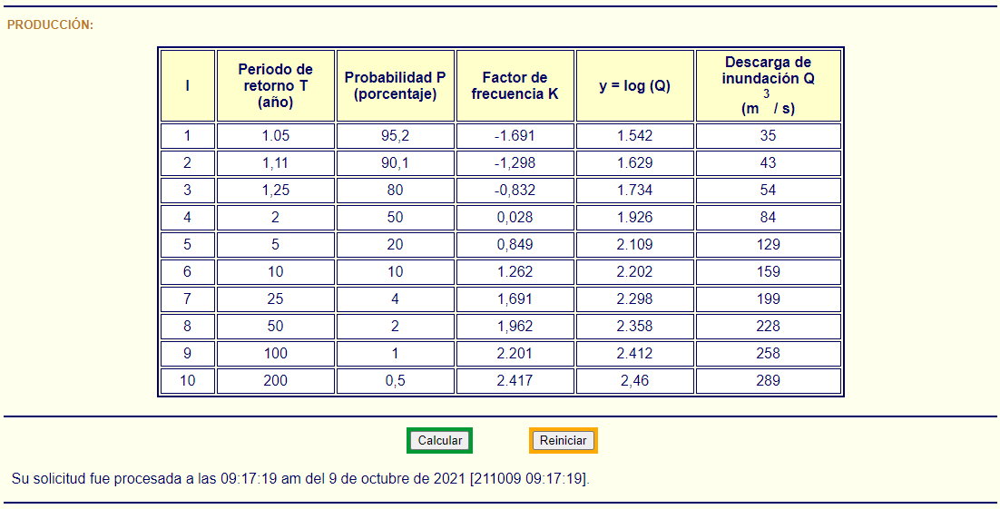 PRODUCCIÓN:
I Periodo de retorno T (año) Probabilidad P (porcentaje) Factor de frecuencia K y = log (Q) Descarga de inundación Q (m 3 / s)
1 1.05 95,2 -1.691 1.542 35
2 1,11 90,1 -1,298 1.629 43
3 1,25 80 -0,832 1.734 54
4 2 50 0,028 1.926 84
5 5 20 0,849 2.109 129
6 10 10 1.262 2.202 159
7 25 4 1,691 2.298 199
8 50 2 1,962 2.358 228
9 100 1 2.201 2.412 258
10 200 0,5 2.417 2,46 289
Calcular Reiniciar
Su solicitud fue procesada a las 09:17:19 am del 9 de octubre de 2021 [211009 09:17:19].